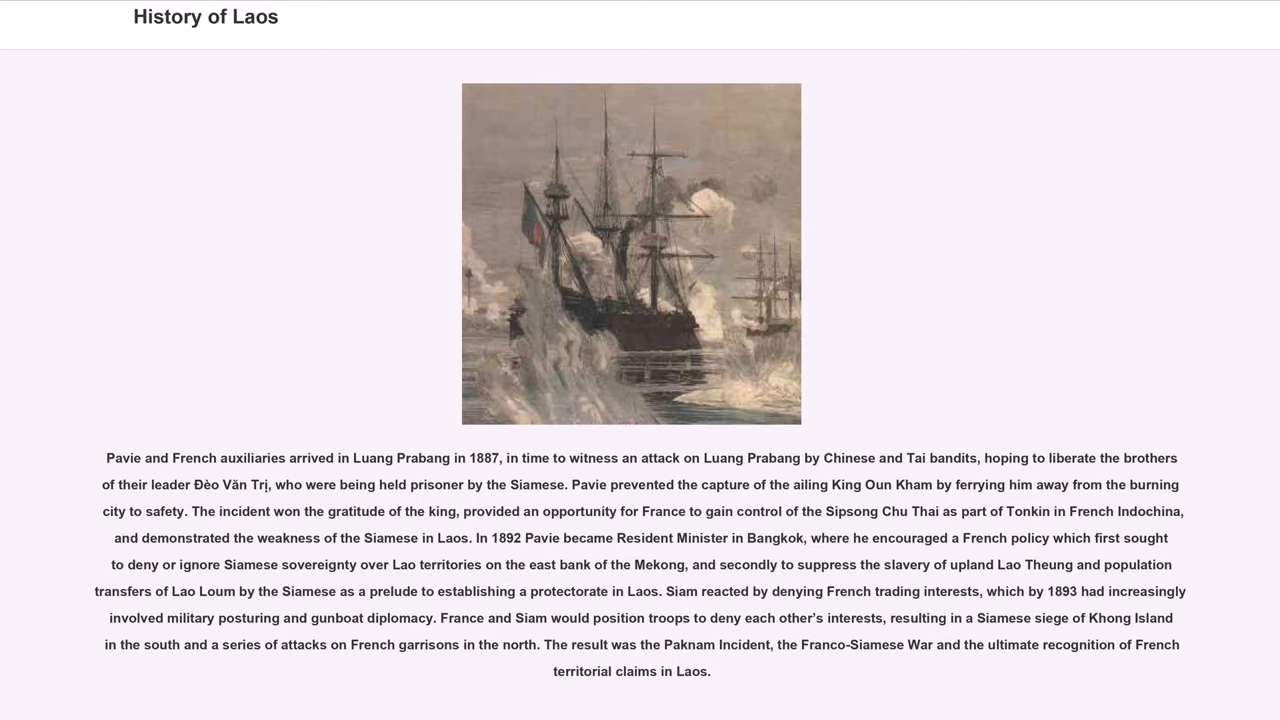 History of Laos
Pavie and French auxiliaries arrived in Luang Prabang in 1887, in time to witness an attack on Luang Prabang by Chinese and Tai bandits, hoping to liberate the brothers
of their leader Đèo Văn Trị, who were being held prisoner by the Siamese. Pavie prevented the capture of the ailing King Oun Kham by ferrying him away from the burning
city to safety. The incident won the gratitude of the king, provided an opportunity for France to gain control of the Sipsong Chu Thai as part of Tonkin in French Indochina,
and demonstrated the weakness of the Siamese in Laos. In 1892 Pavie became Resident Minister in Bangkok, where he encouraged a French policy which first sought
to deny or ignore Siamese sovereignty over Lao territories on the east bank of the Mekong, and secondly to suppress the slavery of upland Lao Theung and population
transfers of Lao Loum by the Siamese as a prelude to establishing a protectorate in Laos. Siam reacted by denying French trading interests, which by 1893 had increasingly
involved military posturing and gunboat diplomacy. France and Siam would position troops to deny each other’s interests, resulting in a Siamese siege of Khong Island
in the south and a series of attacks on French garrisons in the north. The result was the Paknam Incident, the Franco-Siamese War and the ultimate recognition of French
territorial claims in Laos.